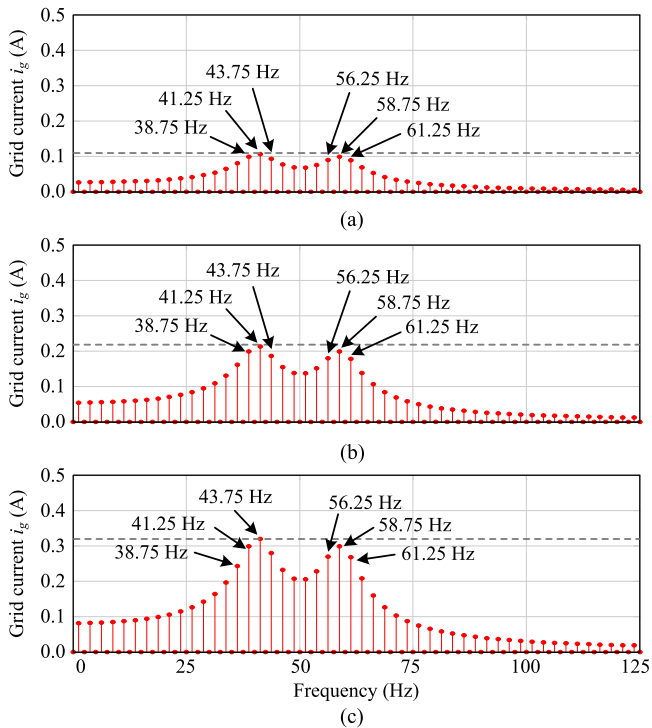 0.5
0.4
0.3
0.2
0.1
0.0
Grid current i_g (A)
43.75 Hz
41.25 Hz
38.75 Hz
56.25 Hz
58.75 Hz
61.25 Hz
(a)
0.5
0.4
0.3
0.2
0.1
0.0
Grid current i_g (A)
43.75 Hz
41.25 Hz
38.75 Hz
56.25 Hz
58.75 Hz
61.25 Hz
(b)
0.5
0.4
0.3
0.2
0.1
0.0
Grid current i_g (A)
43.75 Hz
41.25 Hz
38.75 Hz
56.25 Hz
58.75 Hz
61.25 Hz
0 25 50 75 100 125
Frequency (Hz)
(c)